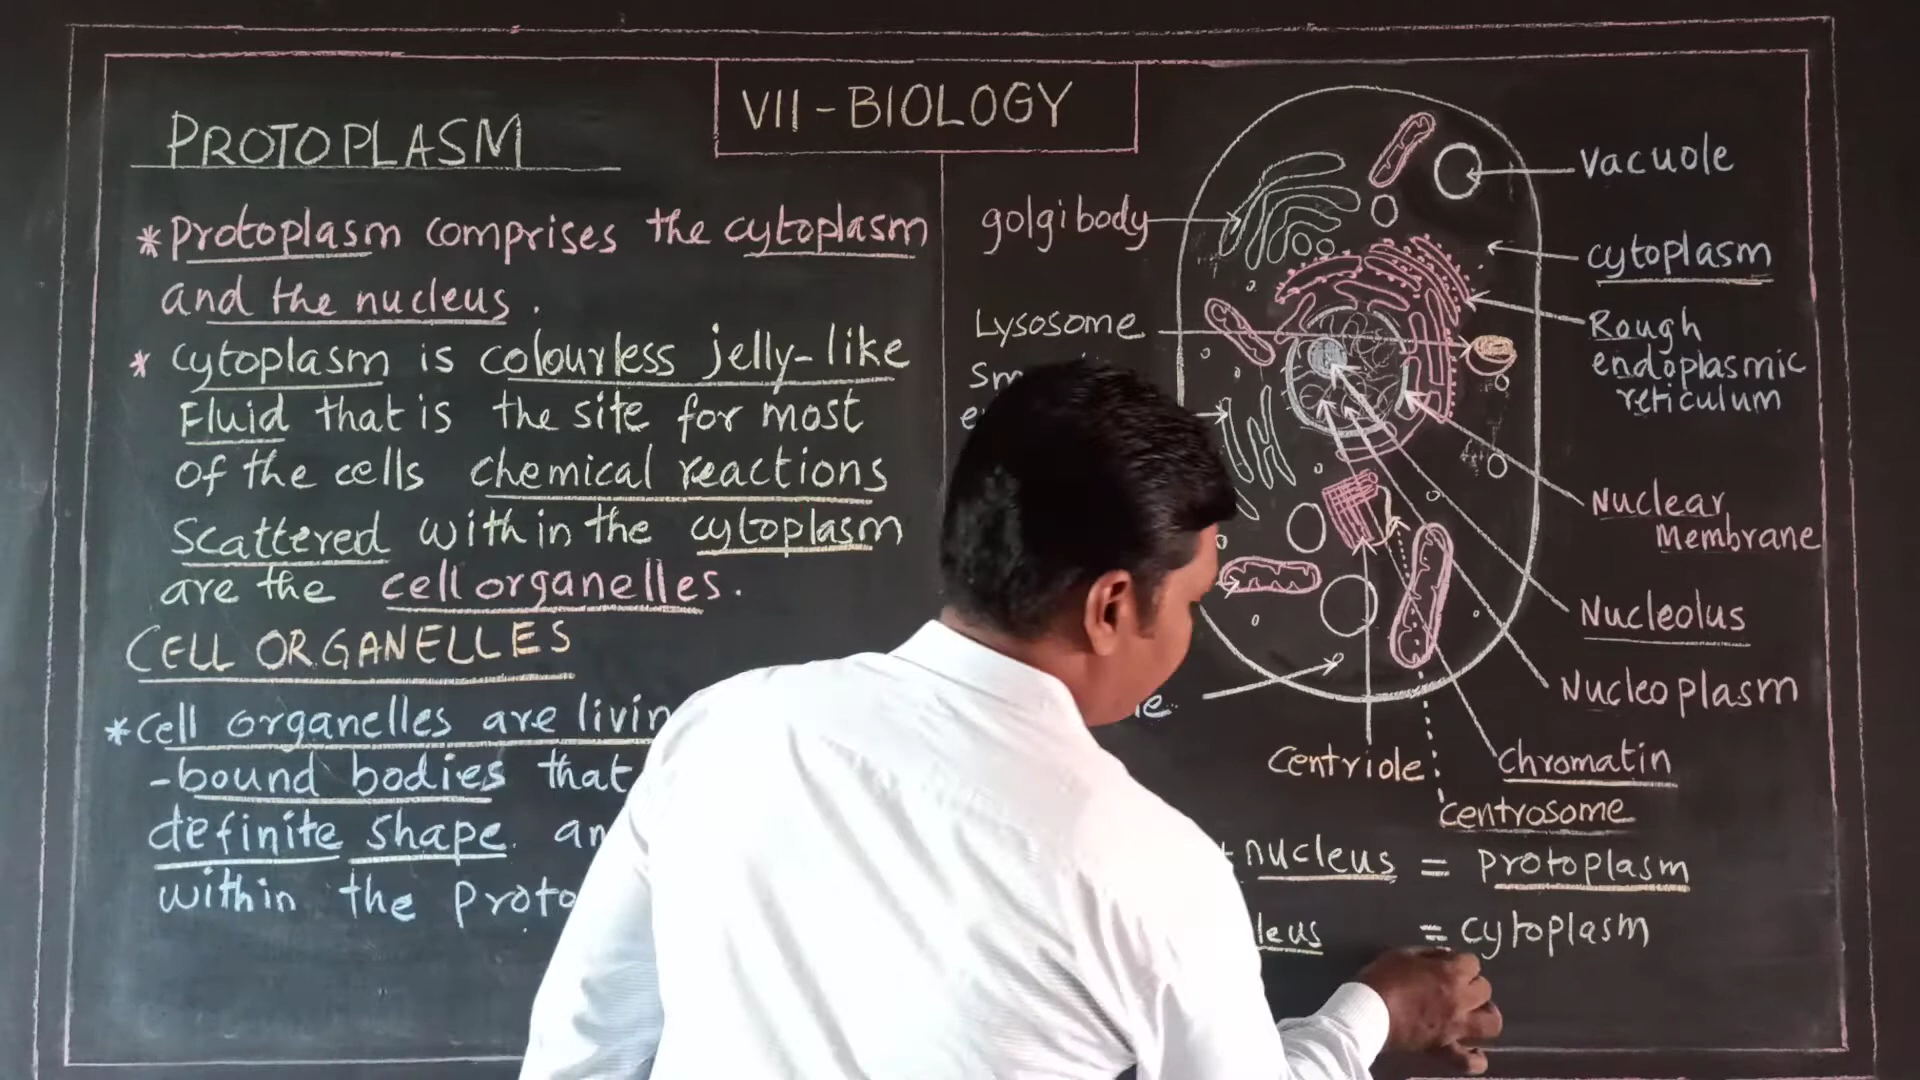 VII - BIOLOGY
PROTOPLASM
* Protoplasm comprises the cytoplasm
and the nucleus.
* Cytoplasm is colourless jelly-like
Fluid that is the site for most
of the cells chemical reactions
Scattered within the cytoplasm
are the cell organelles.
CELL ORGANELLES
* Cell organelles are
-bound bodies that
definite shape
within the
golgi body
Lysosome
Vacuole
cytoplasm
Rough
endoplasmic
reticulum
Nuclear
Membrane
Nucleolus
Nucleoplasm
Chromatin
Centriole
Centrosome
+ nucleus = Protoplasm
= cytoplasm